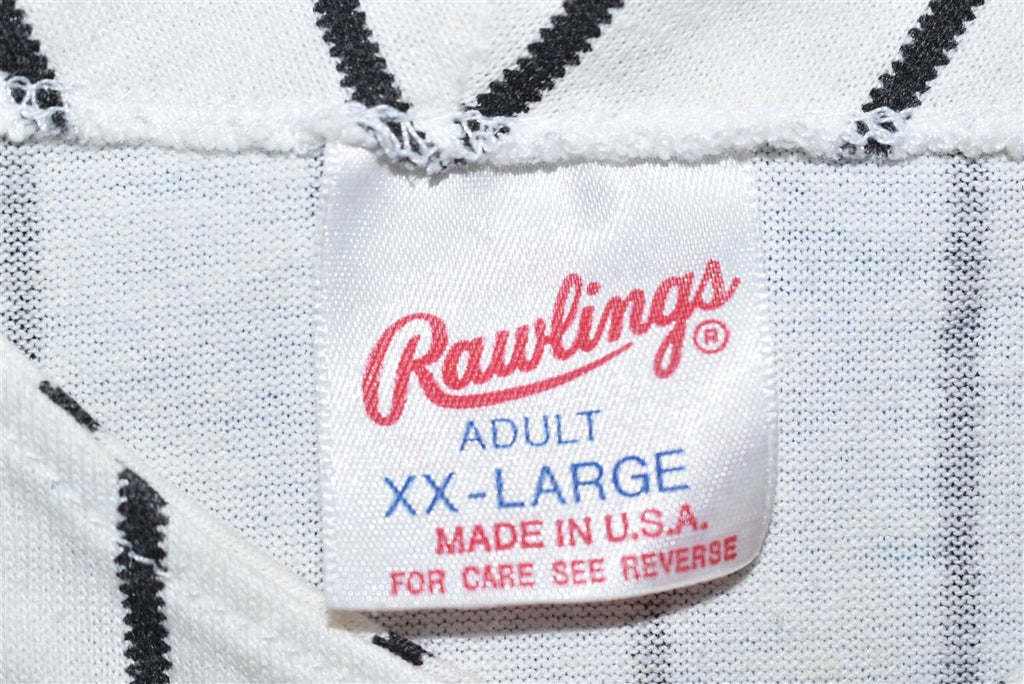 Rawlings®
ADULT
XX-LARGE
MADE IN U.S.A.
FOR CARE SEE REVERSE